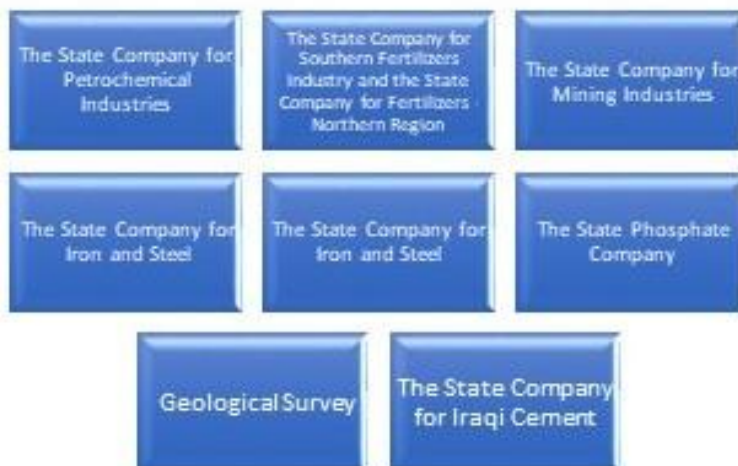 The State Company for
Petrochemical
Industries
The State Company for
Southern Fertilizers
Industry and the State
Company for Fertilizers -
Northern Region
The State Company for
Mining Industries
The State Company for
Iron and Steel
The State Company for
Iron and Steel
The State Phosphate
Company
Geological Survey
The State Company
for Iraqi Cement